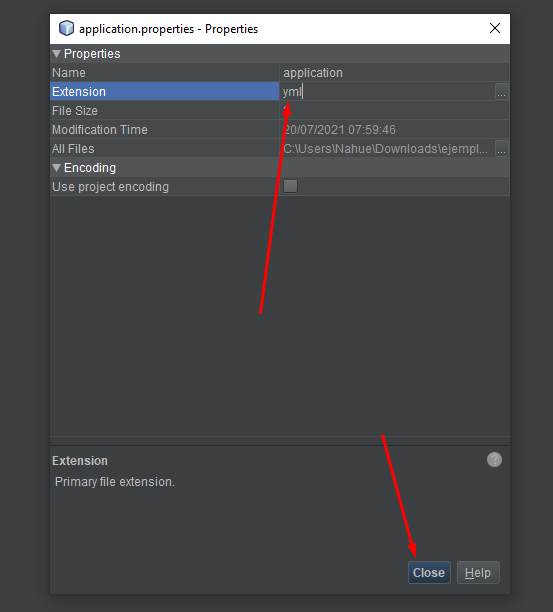 application.properties - Properties
Properties
Name application
Extension yml ...
File Size
Modification Time 20/07/2021 07:59:46
All Files C:\Users\Nahue\Downloads\ejempl... ...
Encoding
Use project encoding
Extension ?
Primary file extension.
Close Help